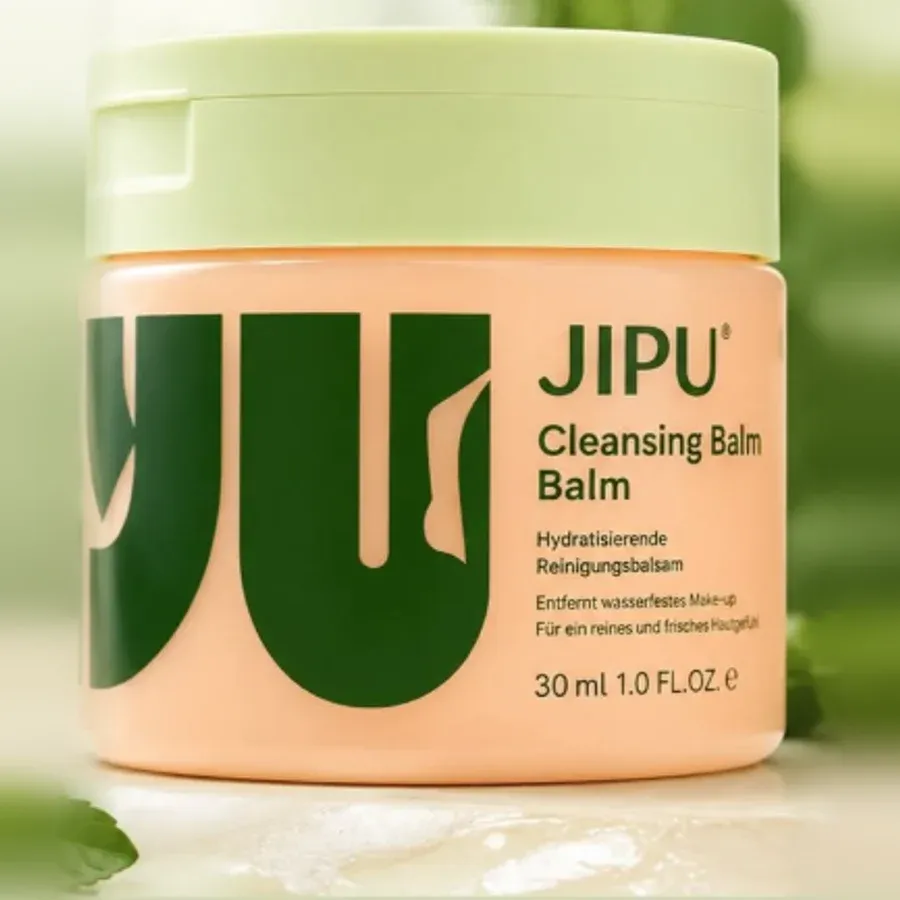 JU
JIPU®
Cleansing Balm
Balm
Hydratisierende
Reinigungsbalsam
Entfernt wasserfestes Make-up
Für ein reines und frisches Hautgefühl
30 ml 1.0 FL.OZ. ℮